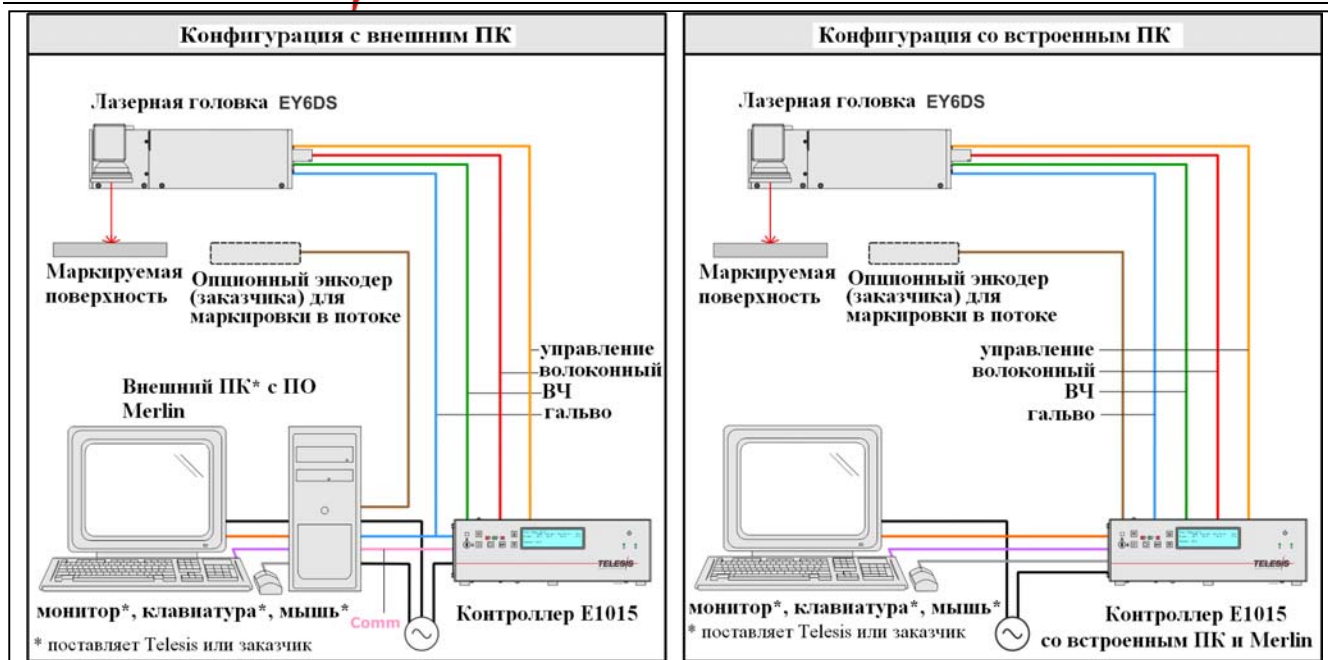 Конфигурация с внешним ПК
Лазерная головка EY6DS
Маркируемая
поверхность
Опционный энкодер
(заказчика) для
маркировки в потоке
управление
волоконный
ВЧ
гальво
Внешний ПК* с ПО
Merlin
TELESIS
монитор*, клавиатура*, мышь*
Comm
Контроллер E1015
* поставляет Telesis или заказчик
Конфигурация со встроенным ПК
Лазерная головка EY6DS
Маркируемая
поверхность
Опционный энкодер
(заказчика) для
маркировки в потоке
управление
волоконный
ВЧ
гальво
TELESIS
монитор*, клавиатура*, мышь*
Контроллер E1015
со встроенным ПК и Merlin
* поставляет Telesis или заказчик